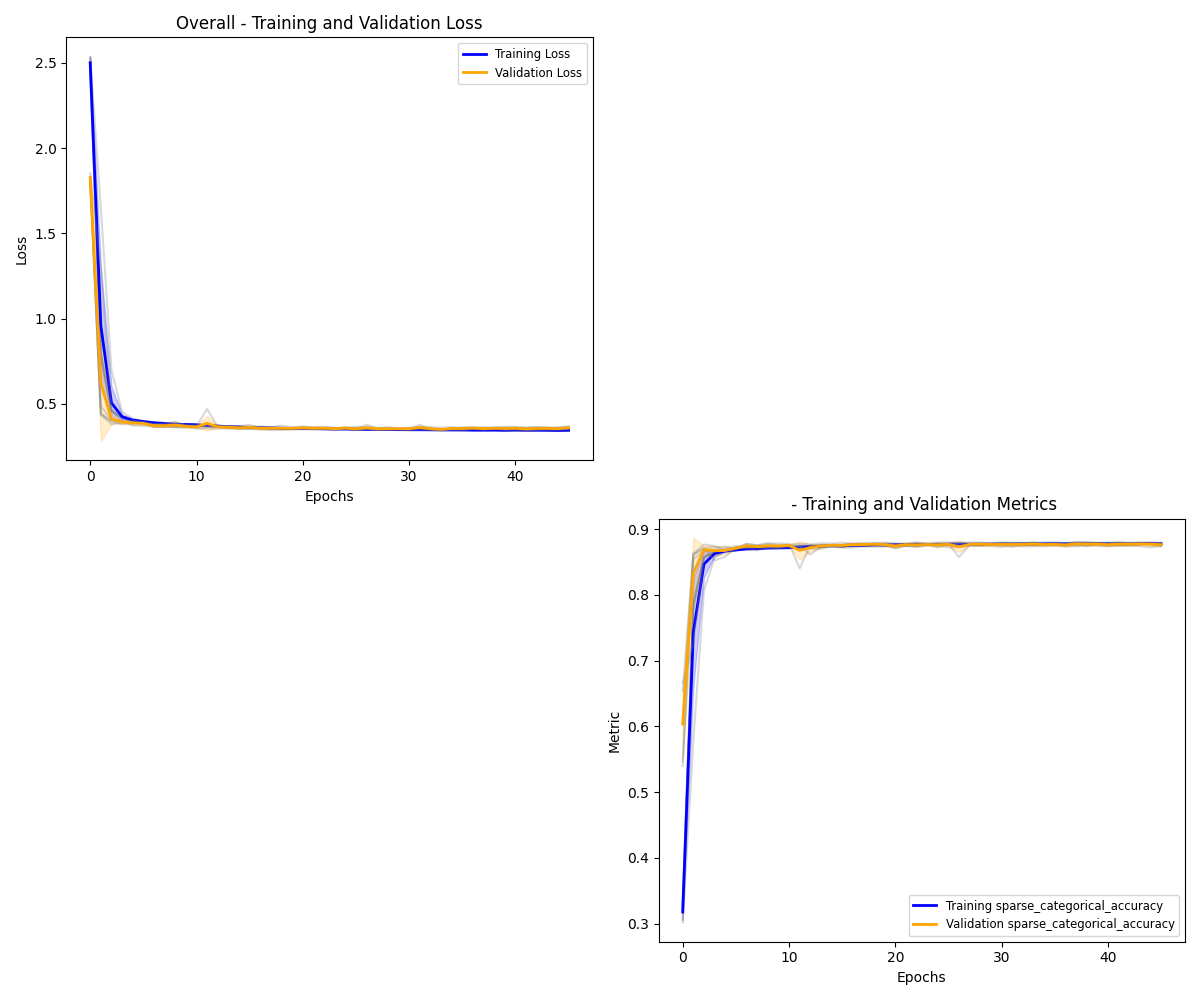 Overall - Training and Validation Loss
Training Loss
Validation Loss
2.5
2.0
1.5
1.0
0.5
Loss
0 10 20 30 40
Epochs
- Training and Validation Metrics
0.9
0.8
0.7
0.6
0.5
0.4
0.3
Metric
Training sparse_categorical_accuracy
Validation sparse_categorical_accuracy
0 10 20 30 40
Epochs